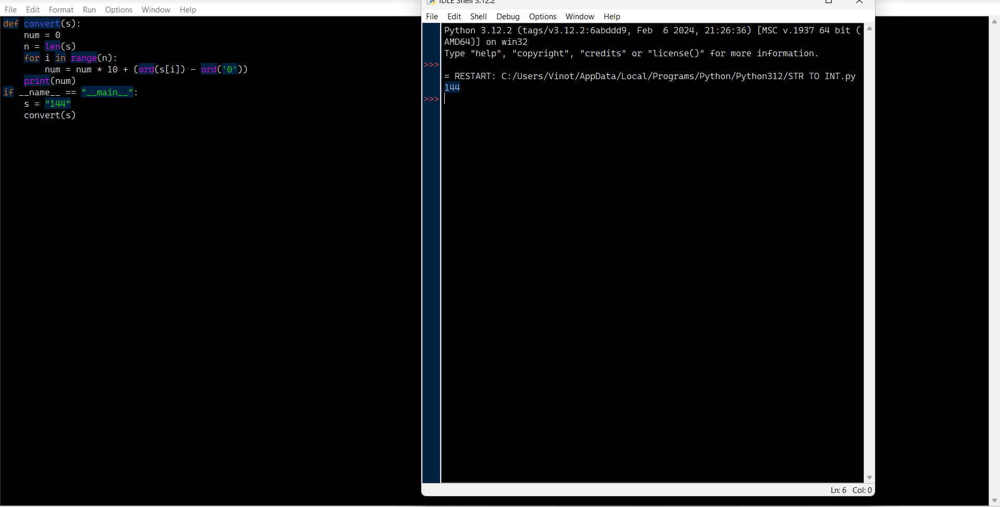 File Edit Format Run Options Window Help
def convert(s):
    num = 0
    n = len(s)
    for i in range(n):
        num = num * 10 + (ord(s[i]) - ord('0'))
    print(num)
if __name__ == "__main__":
    s = "144"
    convert(s)
IDLE Shell 3.12.2
File Edit Shell Debug Options Window Help
Python 3.12.2 (tags/v3.12.2:6abddd9, Feb  6 2024, 21:26:36) [MSC v.1937 64 bit (
AMD64)] on win32
Type "help", "copyright", "credits" or "license()" for more information.
>>>
= RESTART: C:/Users/Vinot/AppData/Local/Programs/Python/Python312/STR TO INT.py
144
>>>
Ln: 6 Col: 0